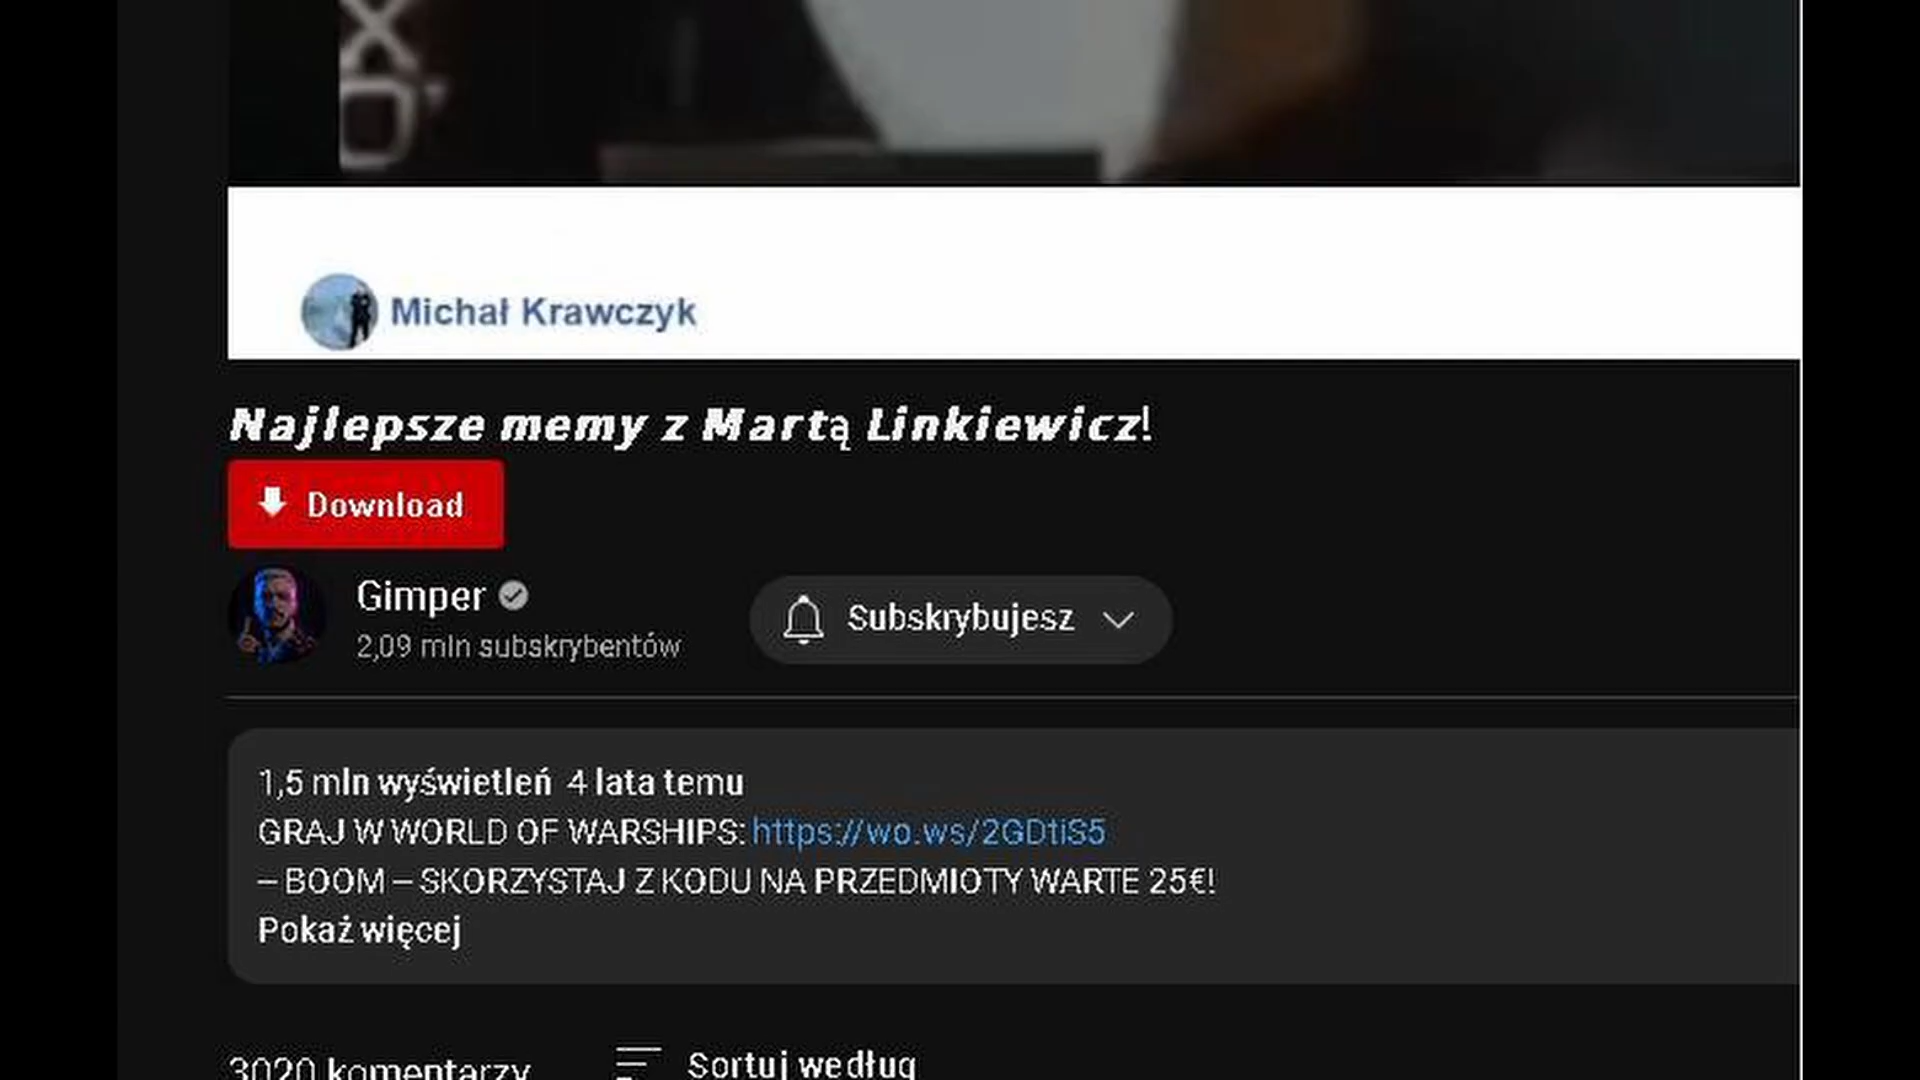 Michał Krawczyk
Najlepsze memy z Martą Linkiewicz!
Download
Gimper
2,09 mln subskrybentów
Subskrybujesz
1,5 mln wyświetleń 4 lata temu
GRAJ W WORLD OF WARSHIPS: https://wo.ws/2GDtiS5
– BOOM – SKORZYSTAJ Z KODU NA PRZEDMIOTY WARTE 25€!
Pokaż więcej
3020 komentarzy
Sortuj według